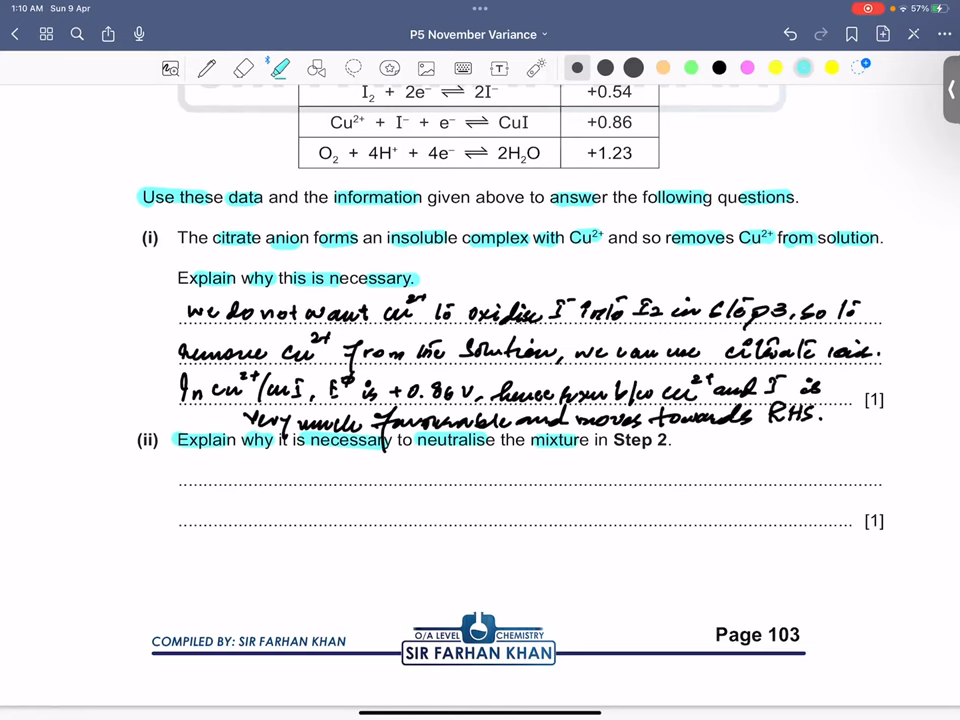 1:10 AM Sun 9 Apr
57%
P5 November Variance
I₂ + 2e⁻ ⇌ 2I⁻ +0.54
Cu²⁺ + I⁻ + e⁻ ⇌ CuI +0.86
O₂ + 4H⁺ + 4e⁻ ⇌ 2H₂O +1.23
Use these data and the information given above to answer the following questions.
(i) The citrate anion forms an insoluble complex with Cu²⁺ and so removes Cu²⁺ from solution.
Explain why this is necessary.
We do not want Cu²⁺ to oxidise I⁻ into I₂ in Step 3, so to
remove Cu²⁺ from the solution, we can use citrate
In Cu²⁺/CuI, E⦵ is +0.86 V, hence b/w Cu²⁺ and I⁻ is
[1]
very much favourable and moves towards RHS.
(ii) Explain why it is necessary to neutralise the mixture in Step 2.
[1]
COMPILED BY: SIR FARHAN KHAN
O/A LEVEL CHEMISTRY
SIR FARHAN KHAN
Page 103